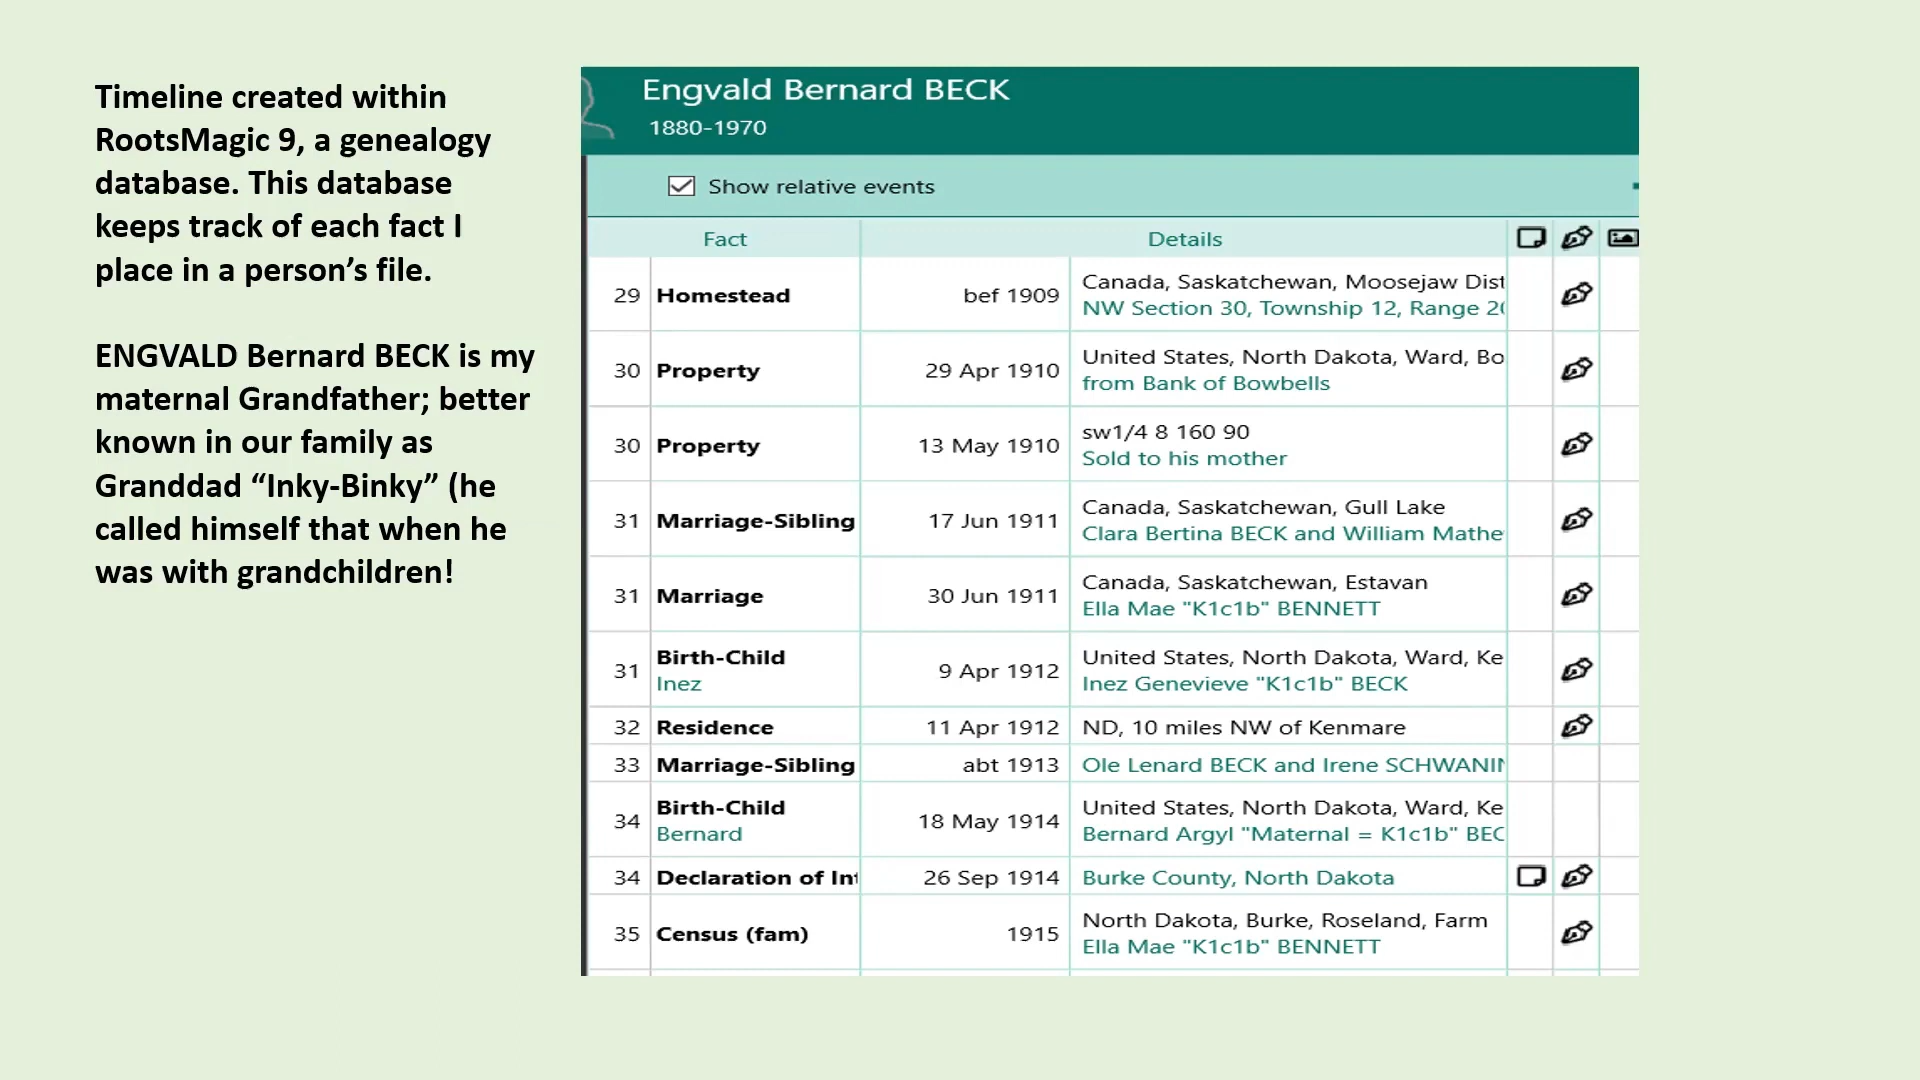 Timeline created within
RootsMagic 9, a genealogy
database. This database
keeps track of each fact I
place in a person’s file.
ENGVALD Bernard BECK is my
maternal Grandfather; better
known in our family as
Granddad “Inky-Binky” (he
called himself that when he
was with grandchildren!
Engvald Bernard BECK
1880-1970
Show relative events
Fact Details
29 Homestead bef 1909 Canada, Saskatchewan, Moosejaw Dist
NW Section 30, Township 12, Range 20
30 Property 29 Apr 1910 United States, North Dakota, Ward, Bo
from Bank of Bowbells
30 Property 13 May 1910 sw1/4 8 160 90
Sold to his mother
31 Marriage-Sibling 17 Jun 1911 Canada, Saskatchewan, Gull Lake
Clara Bertina BECK and William Mathe
31 Marriage 30 Jun 1911 Canada, Saskatchewan, Estavan
Ella Mae "K1c1b" BENNETT
31 Birth-Child 9 Apr 1912 United States, North Dakota, Ward, Ke
Inez Inez Genevieve "K1c1b" BECK
32 Residence 11 Apr 1912 ND, 10 miles NW of Kenmare
33 Marriage-Sibling abt 1913 Ole Lenard BECK and Irene
34 Birth-Child 18 May 1914 United States, North Dakota, Ward, Ke
Bernard Bernard Argyl "Maternal = K1c1b" BEC
34 Declaration of 26 Sep 1914 Burke County, North Dakota
35 Census (fam) 1915 North Dakota, Burke, Roseland, Farm
Ella Mae "K1c1b" BENNETT